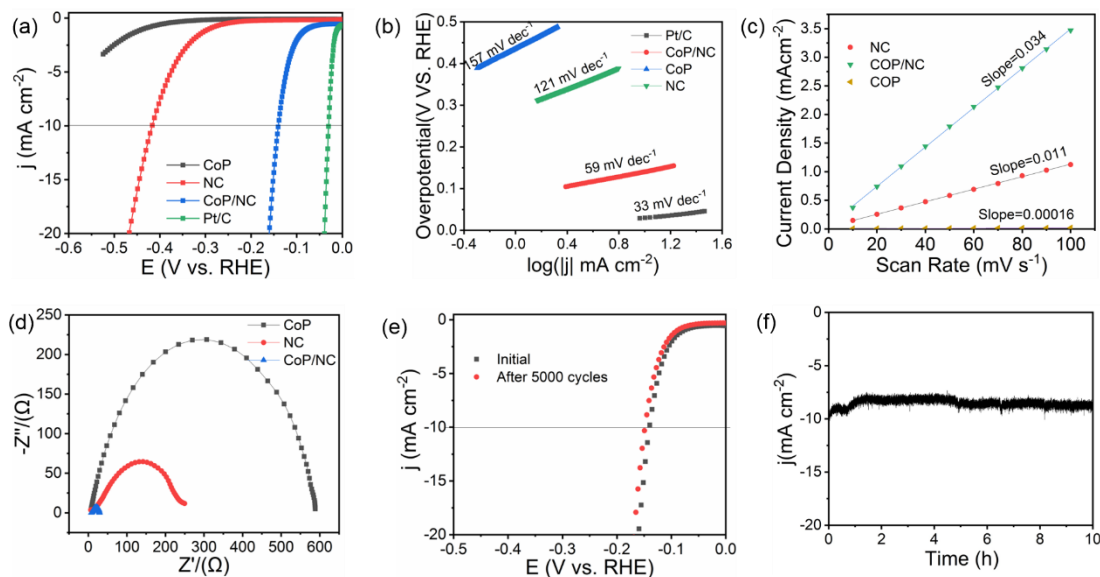 (a)
0
-5
-10
-15
-20
j (mA cm⁻²)
-0.6
-0.5
-0.4
-0.3
-0.2
-0.1
0.0
E (V vs. RHE)
CoP
NC
CoP/NC
Pt/C
(b)
0.5
0.4
0.3
0.2
0.1
0.0
Overpotential(V VS. RHE)
-0.4
0.0
0.4
0.8
1.2
1.6
log(|j| mA cm⁻²)
157 mV dec⁻¹
121 mV dec⁻¹
59 mV dec⁻¹
33 mV dec⁻¹
Pt/C
CoP/NC
CoP
NC
(c)
3.5
3.0
2.5
2.0
1.5
1.0
0.5
0.0
Current Density (mAcm⁻²)
20
40
60
80
100
Scan Rate (mV s⁻¹)
NC
COP/NC
COP
Slope=0.034
Slope=0.011
Slope=0.00016
(d)
250
200
150
100
50
0
-Z''/(Ω)
0
100
200
300
400
500
600
Z'/(Ω)
CoP
NC
CoP/NC
(e)
0
-5
-10
-15
-20
j (mA cm⁻²)
-0.5
-0.4
-0.3
-0.2
-0.1
0.0
E (V vs. RHE)
Initial
After 5000 cycles
(f)
0
-5
-10
-15
-20
j(mA cm⁻²)
0
2
4
6
8
10
Time (h)